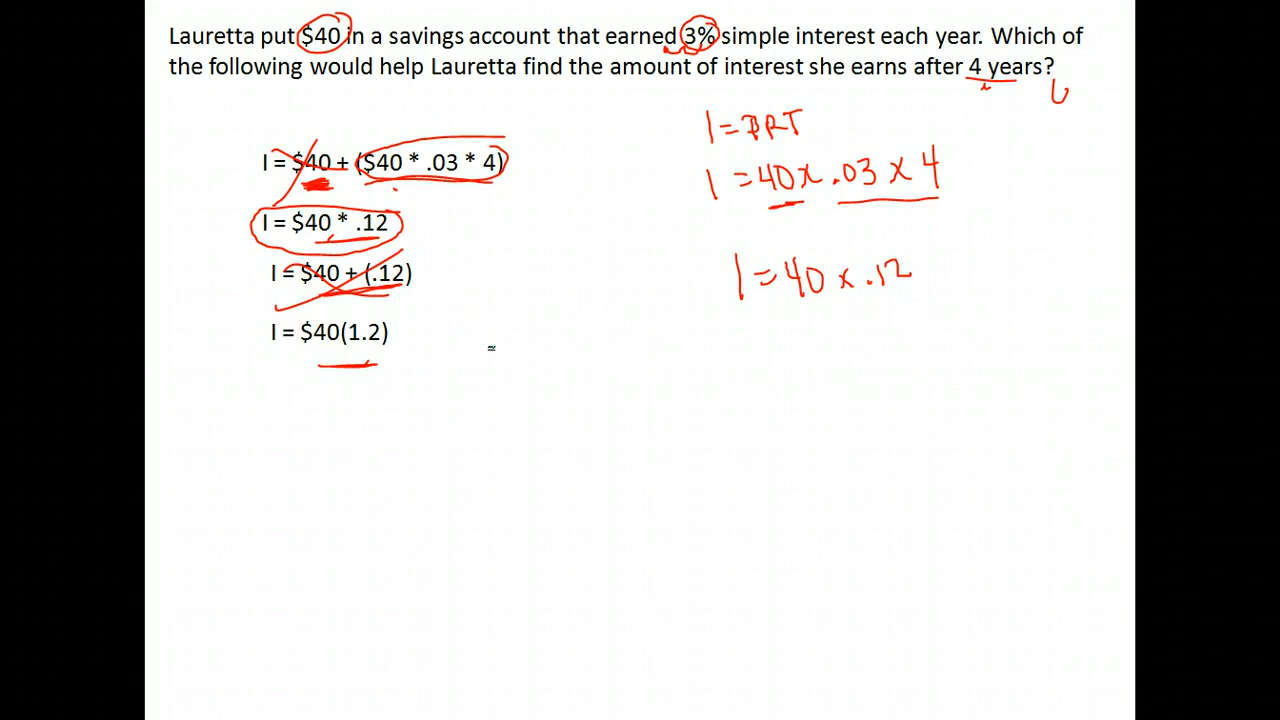 Lauretta put $40 in a savings account that earned 3% simple interest each year. Which of
the following would help Lauretta find the amount of interest she earns after 4 years?
I = $40 + ($40 * .03 * 4)
I = $40 * .12
I = $40 + (.12)
I = $40(1.2)
I = PRT
I = 40 x .03 x 4
I = 40 x .12